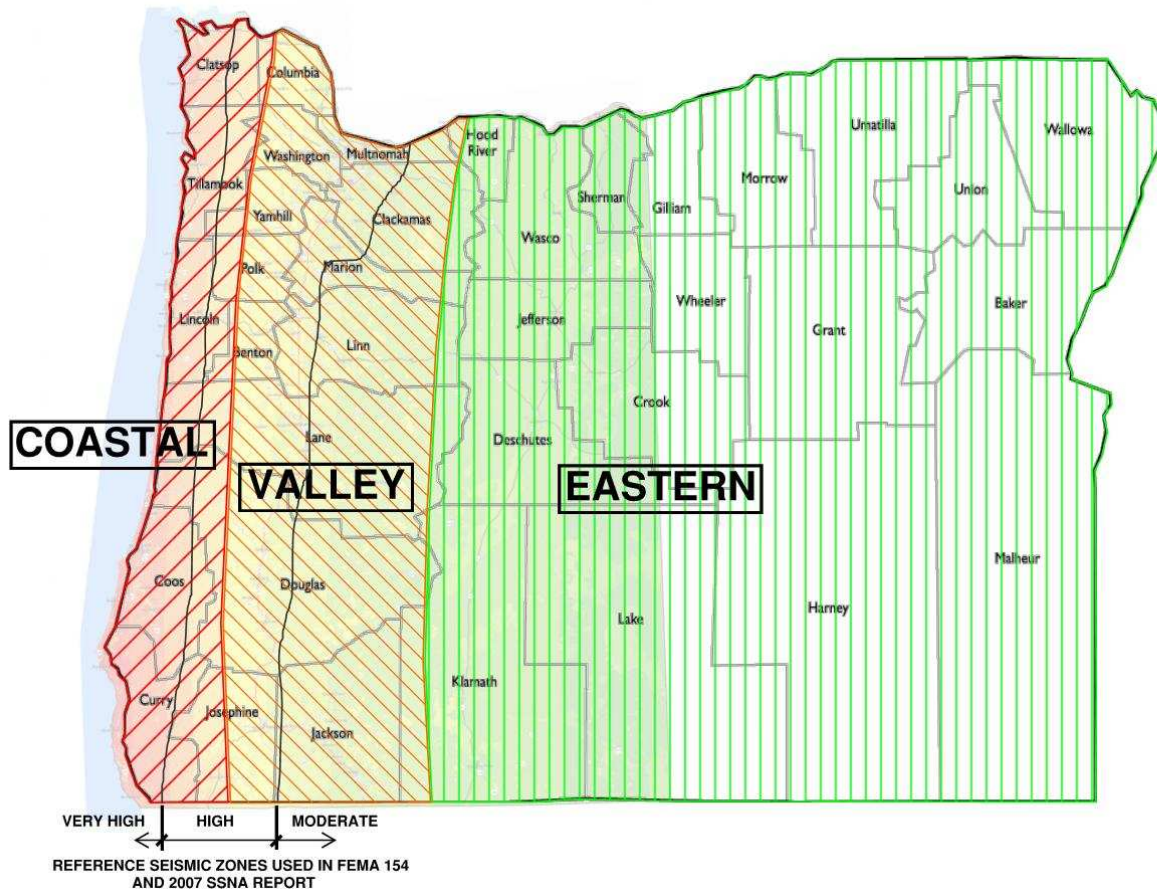 Clatsop
Columbia
Hood
River
Washington
Multnomah
Tillamook
Yamhill
Clackamas
Wasco
Sherman
Gilliam
Morrow
Umatilla
Union
Wallowa
Polk
Marion
Lincoln
Benton
Linn
Jefferson
Wheeler
Grant
Baker
Crook
Lane
Deschutes
COASTAL
VALLEY
EASTERN
Coos
Douglas
Lake
Harney
Malheur
Curry
Josephine
Jackson
Klamath
VERY HIGH
HIGH
MODERATE
REFERENCE SEISMIC ZONES USED IN FEMA 154
AND 2007 SSNA REPORT